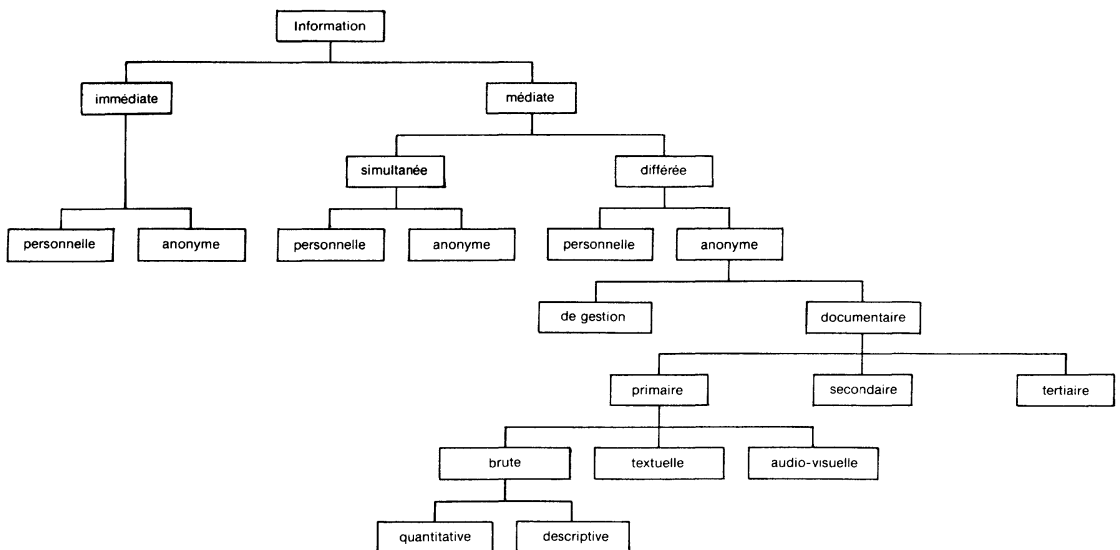 Information
immédiate
médiate
simultanée
différée
personnelle
anonyme
personnelle
anonyme
personnelle
anonyme
de gestion
documentaire
primaire
secondaire
tertiaire
brute
textuelle
audio-visuelle
quantitative
descriptive